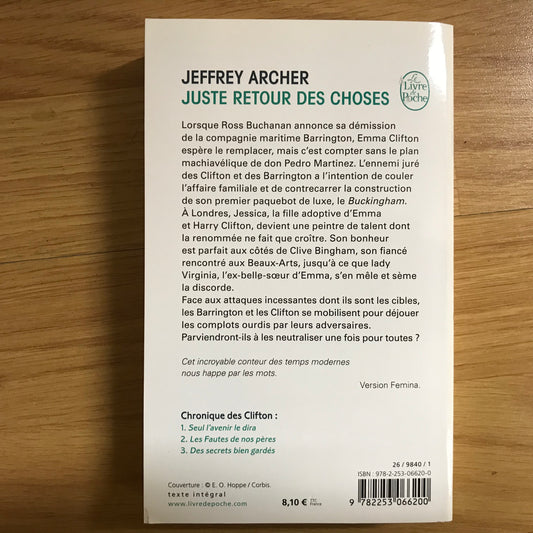 JEFFREY ARCHER
JUSTE RETOUR DES CHOSES
Le
Livre
de
Poche
Lorsque Ross Buchanan annonce sa démission
de la compagnie maritime Barrington, Emma Clifton
espère le remplacer, mais c'est compter sans le plan
machiavélique de don Pedro Martinez. L'ennemi juré
des Clifton et des Barrington a l'intention de couler
l'affaire familiale et de contrecarrer la construction
de son premier paquebot de luxe, le Buckingham.
À Londres, Jessica, la fille adoptive d'Emma
et Harry Clifton, devient une peintre de talent dont
la renommée ne fait que croître. Son bonheur
est parfait aux côtés de Clive Bingham, son fiancé
rencontré aux Beaux-Arts, jusqu'à ce que lady
Virginia, l'ex-belle-sœur d'Emma, s'en mêle et sème
la discorde.
Face aux attaques incessantes dont ils sont les cibles,
les Barrington et les Clifton se mobilisent pour déjouer
les complots ourdis par leurs adversaires.
Parviendront-ils à les neutraliser une fois pour toutes ?
Cet incroyable conteur des temps modernes
nous happe par les mots.
Version Femina.
Chronique des Clifton :
1. Seul l'avenir le dira
2. Les Fautes de nos pères
3. Des secrets bien gardés
26 / 9840 / 1
ISBN : 978-2-253-06620-0
Couverture : © E. O. Hoppe / Corbis.
texte intégral
www.livredepoche.com
8,10 € TTC France
9 782253 066200